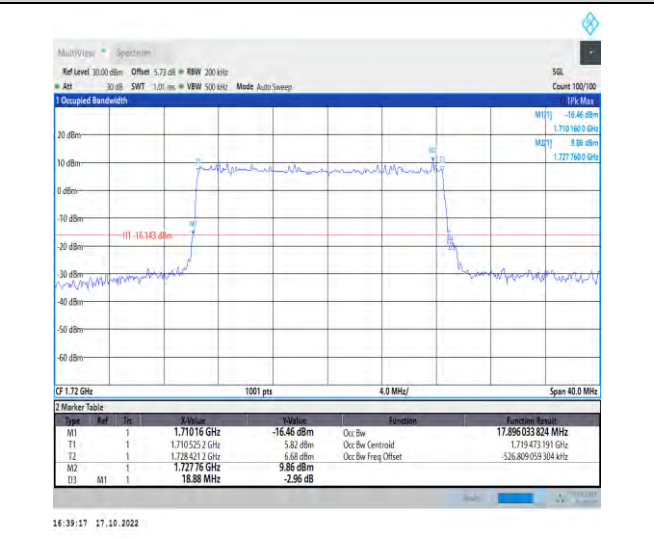 MultiView Spectrum
Ref Level 30.00 dBm Offset 5.73 dB RBW 200 kHz SGL
Att 30 dB SWT 1.01 ms VBW 500 kHz Mode Auto Sweep Count 100/100
1 Occupied Bandwidth 1Pk Max
M1[1] -16.46 dBm
1.7101600 GHz
M2[1] 9.86 dBm
1.7277600 GHz
20 dBm
10 dBm
0 dBm
-10 dBm
-20 dBm
-30 dBm
-40 dBm
-50 dBm
-60 dBm
T1
M2
T2
M1
H1 -16.143 dBm
CF 1.72 GHz 1001 pts 4.0 MHz/ Span 40.0 MHz
2 Marker Table
Type Ref Trc X-Value Y-Value Function Function Result
M1 1 1.71016 GHz -16.46 dBm Occ Bw 17.896 033 824 MHz
T1 1 1.710 525 2 GHz 5.82 dBm Occ Bw Centroid 1.719 473 191 GHz
T2 1 1.728 421 2 GHz 6.68 dBm Occ Bw Freq Offset -526.809 059 304 kHz
M2 1 1.727 76 GHz 9.86 dBm
D3 M1 1 18.88 MHz -2.96 dB
16:39:17 17.10.2022